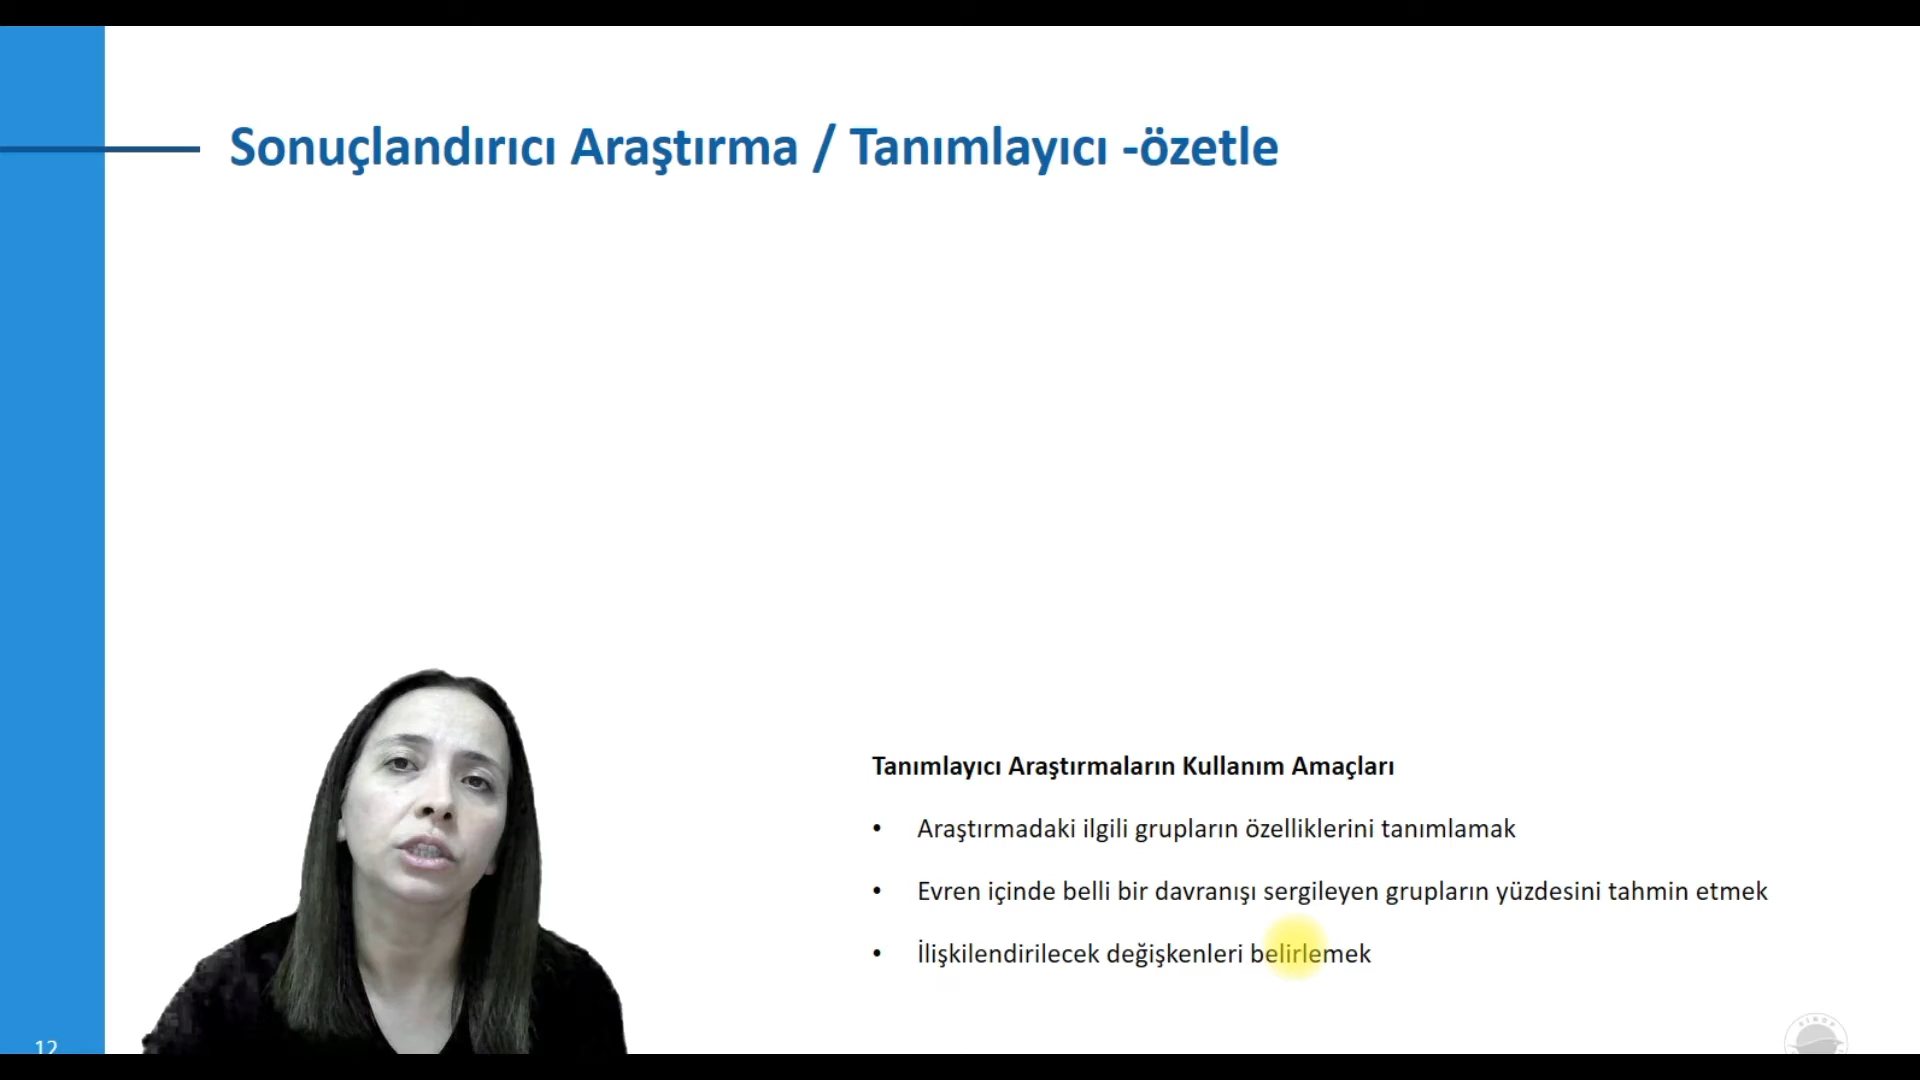 Sonuçlandırıcı Araştırma / Tanımlayıcı -özetle
Tanımlayıcı Araştırmaların Kullanım Amaçları
• Araştırmadaki ilgili grupların özelliklerini tanımlamak
• Evren içinde belli bir davranışı sergileyen grupların yüzdesini tahmin etmek
• İlişkilendirilecek değişkenleri belirlemek
12